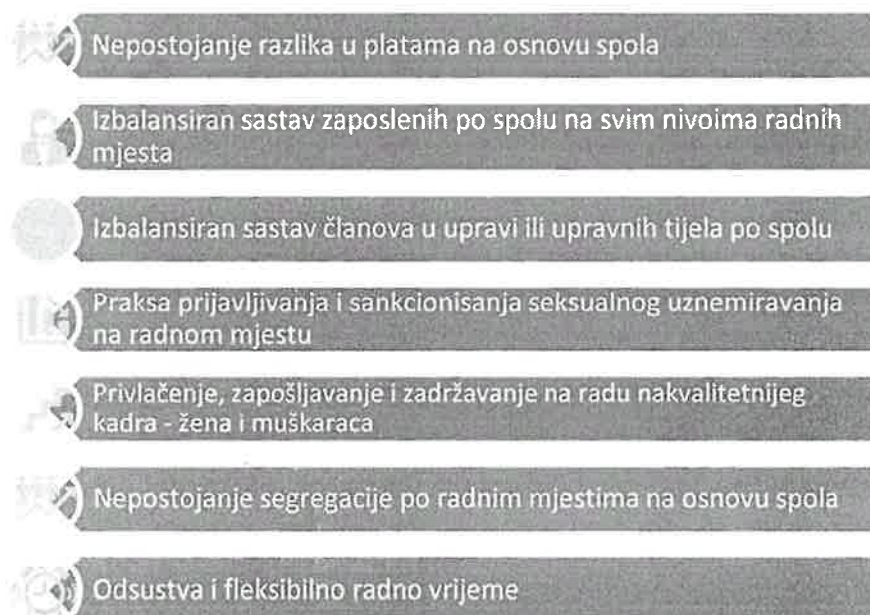 Nepostojanje razlika u platama na osnovu spola
Izbalansiran sastav zaposlenih po spolu na svim nivoima radnih
mjesta
Izbalansiran sastav članova u upravi ili upravnih tijela po spolu
Praksa prijavljivanja i sankcionisanja seksualnog uznemiravanja
na radnom mjestu
Privlačenje, zapošljavanje i zadržavanje na radu nakvalitetnijeg
kadra - žena i muškaraca
Nepostojanje segregacije po radnim mjestima na osnovu spola
Odsustva i fleksibilno radno vrijeme